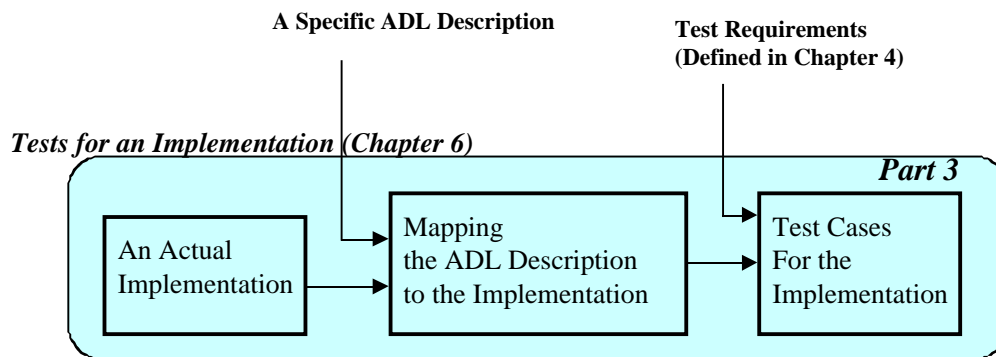 A Specific ADL Description
Test Requirements
(Defined in Chapter 4)
Tests for an Implementation (Chapter 6)
Part 3
An Actual
Implementation
Mapping
the ADL Description
to the Implementation
Test Cases
For the
Implementation